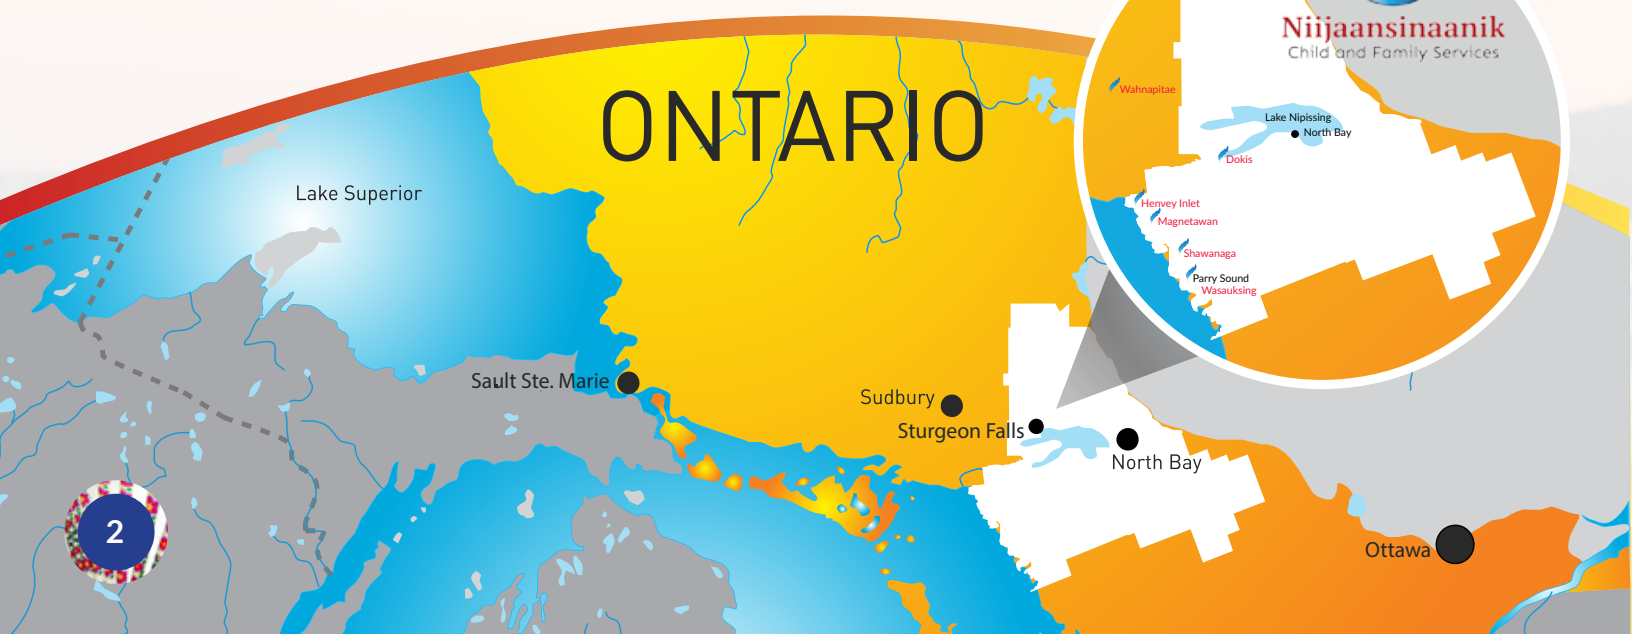 Niijaansinaanik
Child and Family Services
ONTARIO
Wahnapitae
Lake Nipissing
North Bay
Dokis
Lake Superior
Henvey Inlet
Magnetawan
Shawanaga
Parry Sound
Wasauksing
Sault Ste. Marie
Sudbury
Sturgeon Falls
North Bay
2
Ottawa